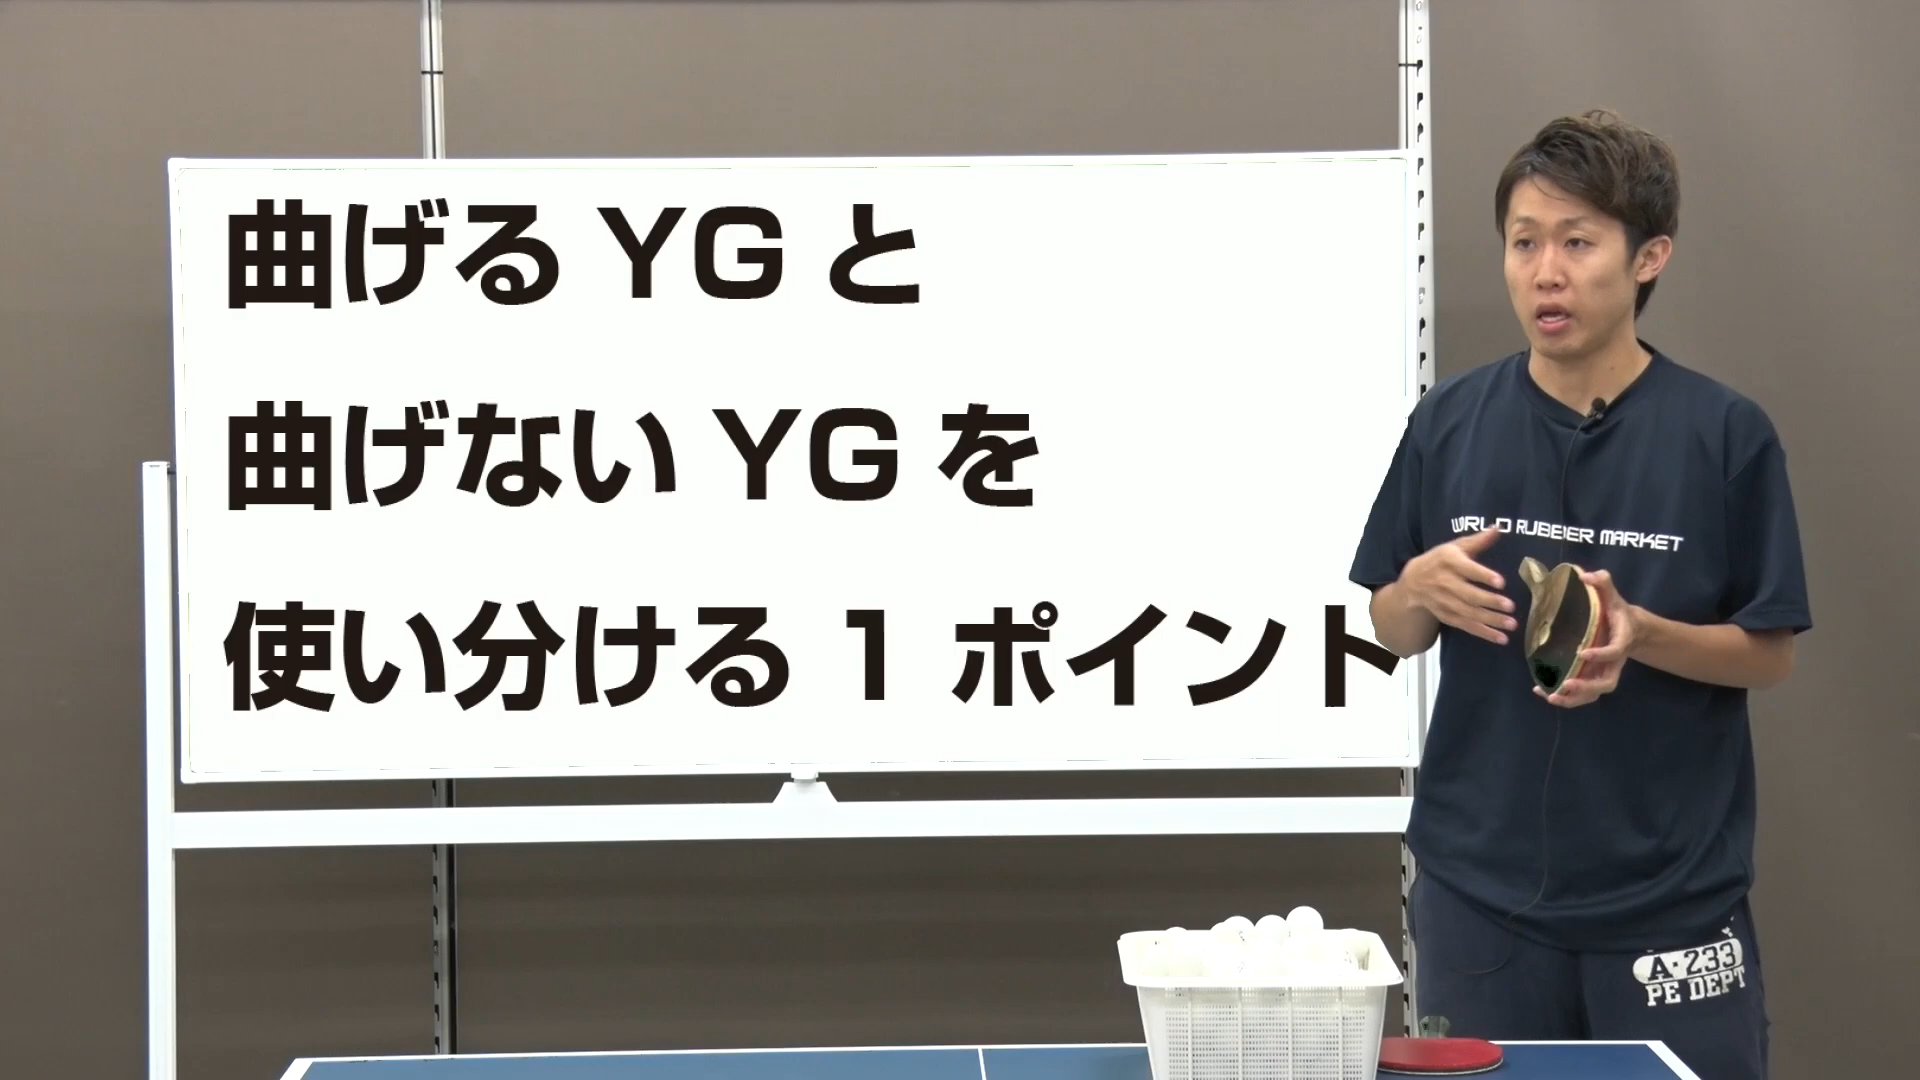 曲げるYGと
曲げないYGを
使い分ける1ポイント
WORLD RUBBER MARKET
A-233
PE DEPT